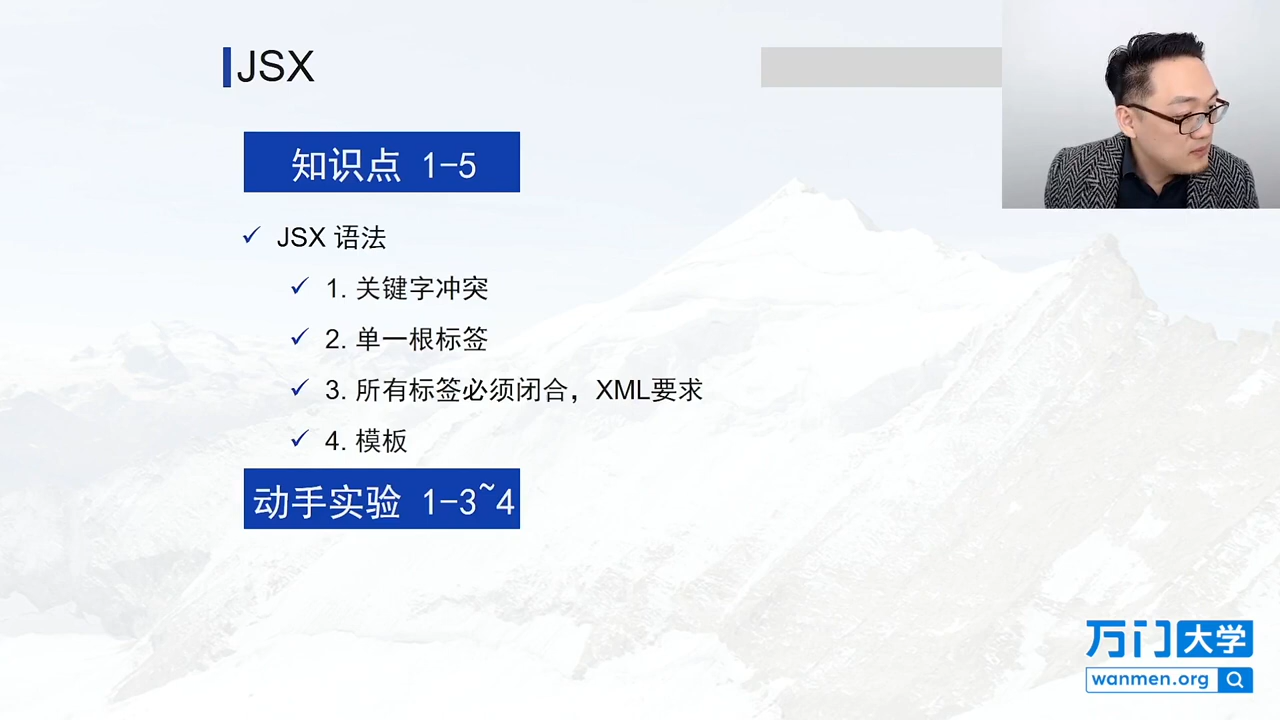 JSX
知识点 1-5
JSX 语法
1. 关键字冲突
2. 单一根标签
3. 所有标签必须闭合，XML要求
4. 模板
动手实验 1-3~4
万门大学
wanmen.org